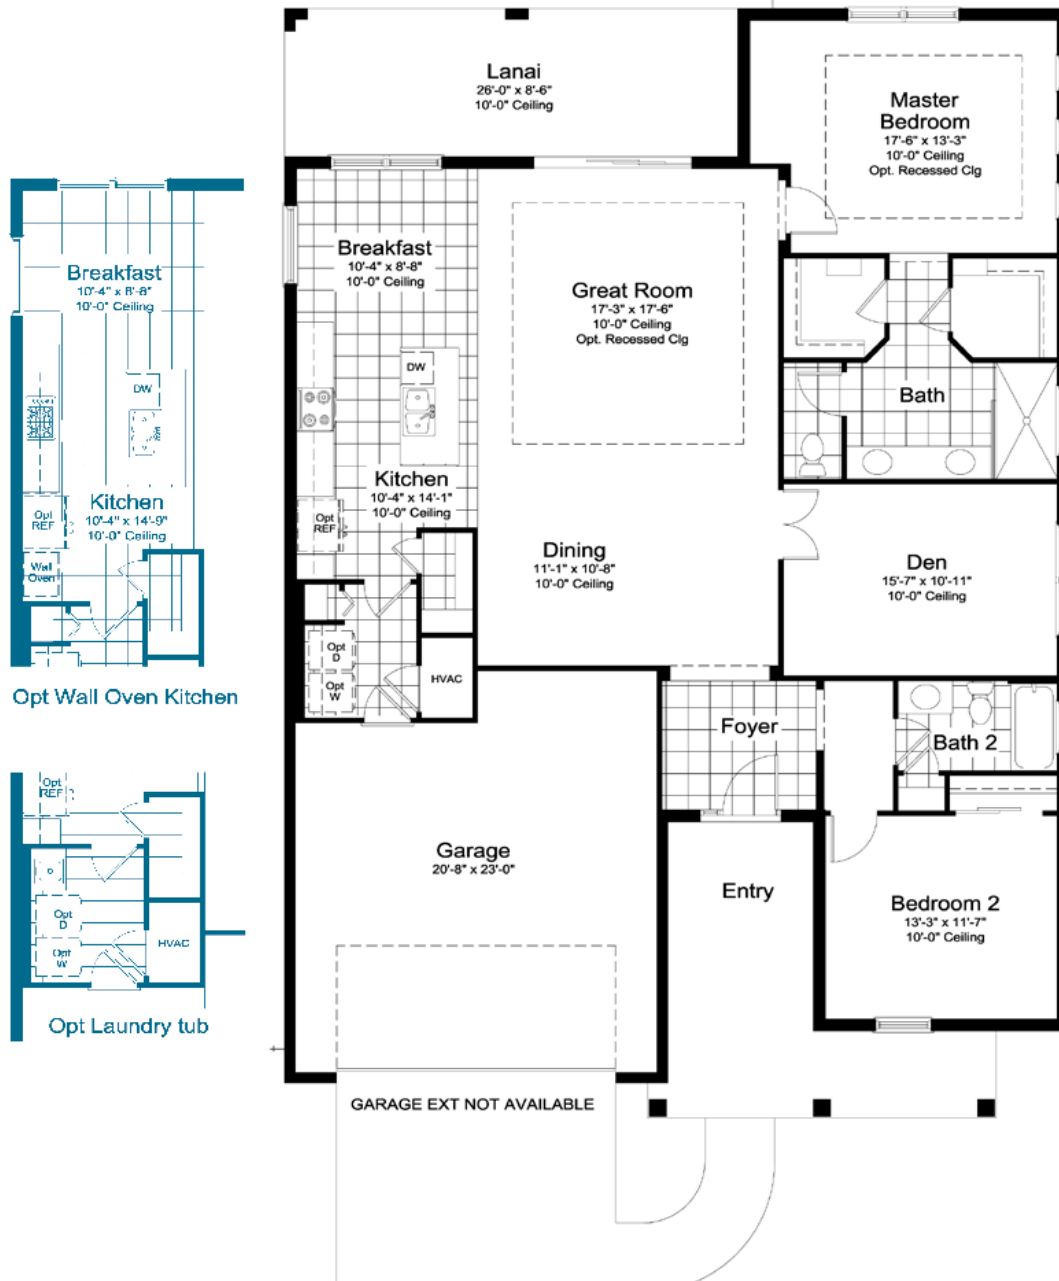 Lanai
26'-0" x 8'-6"
10'-0" Ceiling
Master
Bedroom
17'-6" x 13'-3"
10'-0" Ceiling
Opt. Recessed Clg
Breakfast
10'-4" x 8'-8"
10'-0" Ceiling
Great Room
17'-3" x 17'-6"
10'-0" Ceiling
Opt. Recessed Clg
DW
Bath
Kitchen
10'-4" x 14'-1"
10'-0" Ceiling
Opt
REF
Dining
11'-1" x 10'-8"
10'-0" Ceiling
Den
15'-7" x 10'-11"
10'-0" Ceiling
Opt
D
Opt
W
HVAC
Foyer
Bath 2
Garage
20'-8" x 23'-0"
Entry
Bedroom 2
13'-3" x 11'-7"
10'-0" Ceiling
GARAGE EXT NOT AVAILABLE
Breakfast
10'-4" x 8'-8"
10'-0" Ceiling
DW
Kitchen
10'-4" x 14'-9"
10'-0" Ceiling
Opt
REF
Wall
Oven
Opt Wall Oven Kitchen
Opt
REF
Opt
D
Opt
W
HVAC
Opt Laundry tub